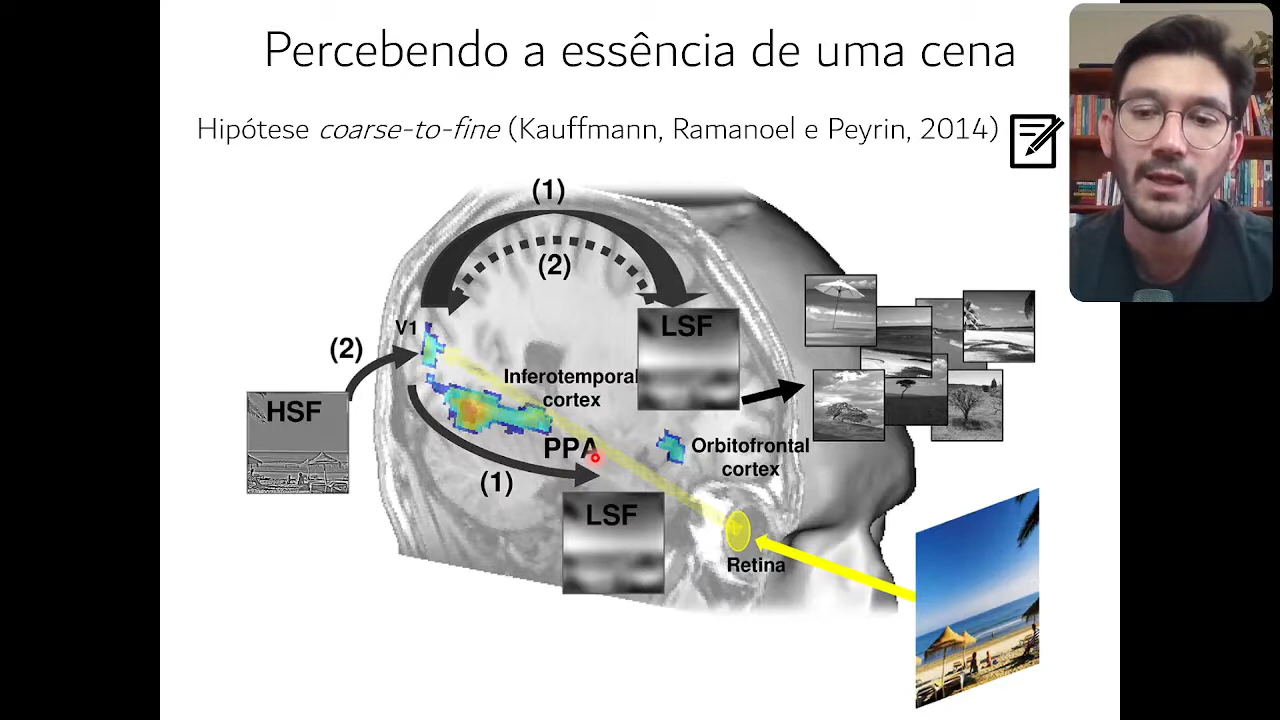 Percebendo a essência de uma cena
Hipótese coarse-to-fine (Kauffmann, Ramanoel e Peyrin, 2014)
(1)
(2)
V1
(2)
LSF
HSF
Inferotemporal
cortex
PPA
Orbitofrontal
cortex
(1)
LSF
Retina